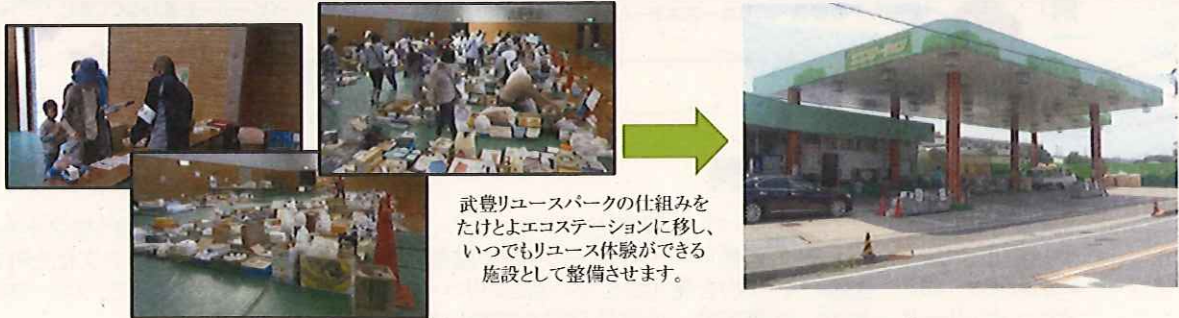 武豊リユースパークの仕組みを
たけとよエコステーションに移し、
いつでもリユース体験ができる
施設として整備させます。